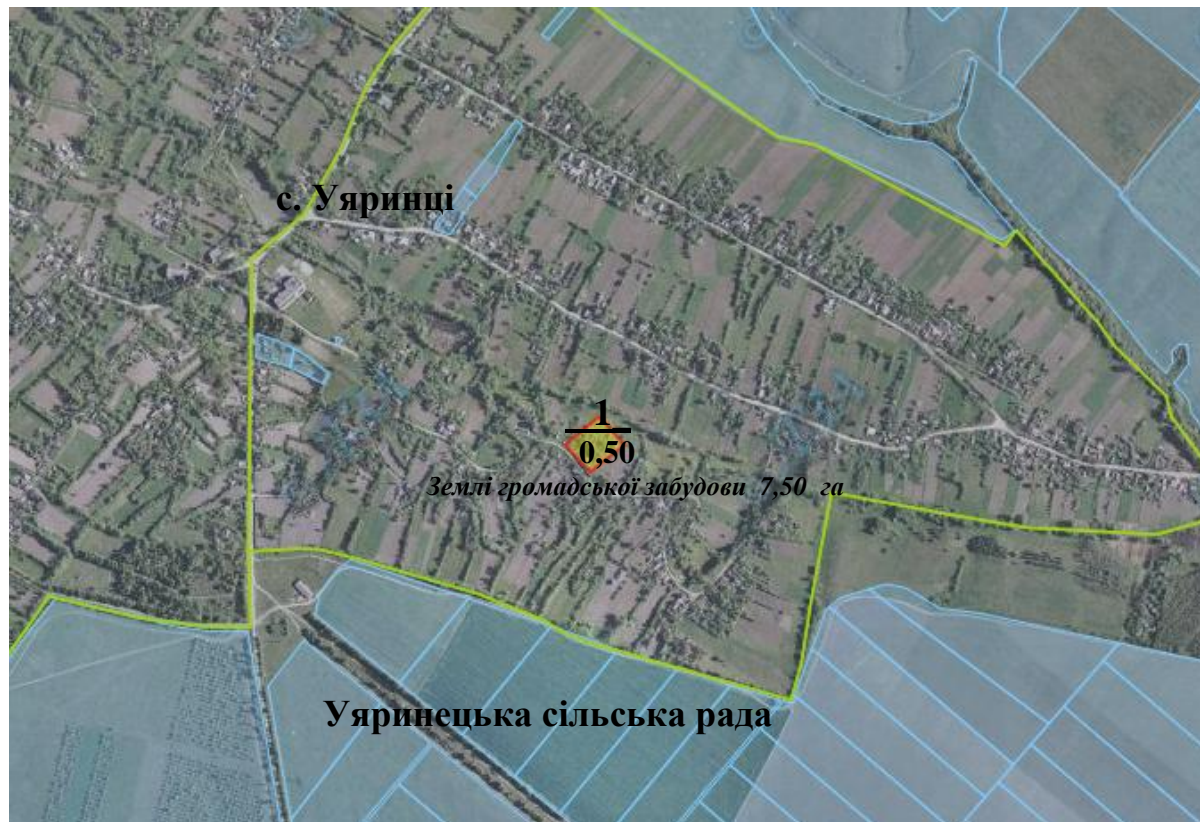 с. Уяринці
1
0,50
Землі громадської забудови 7,50 га
Уяринецька сільська рада